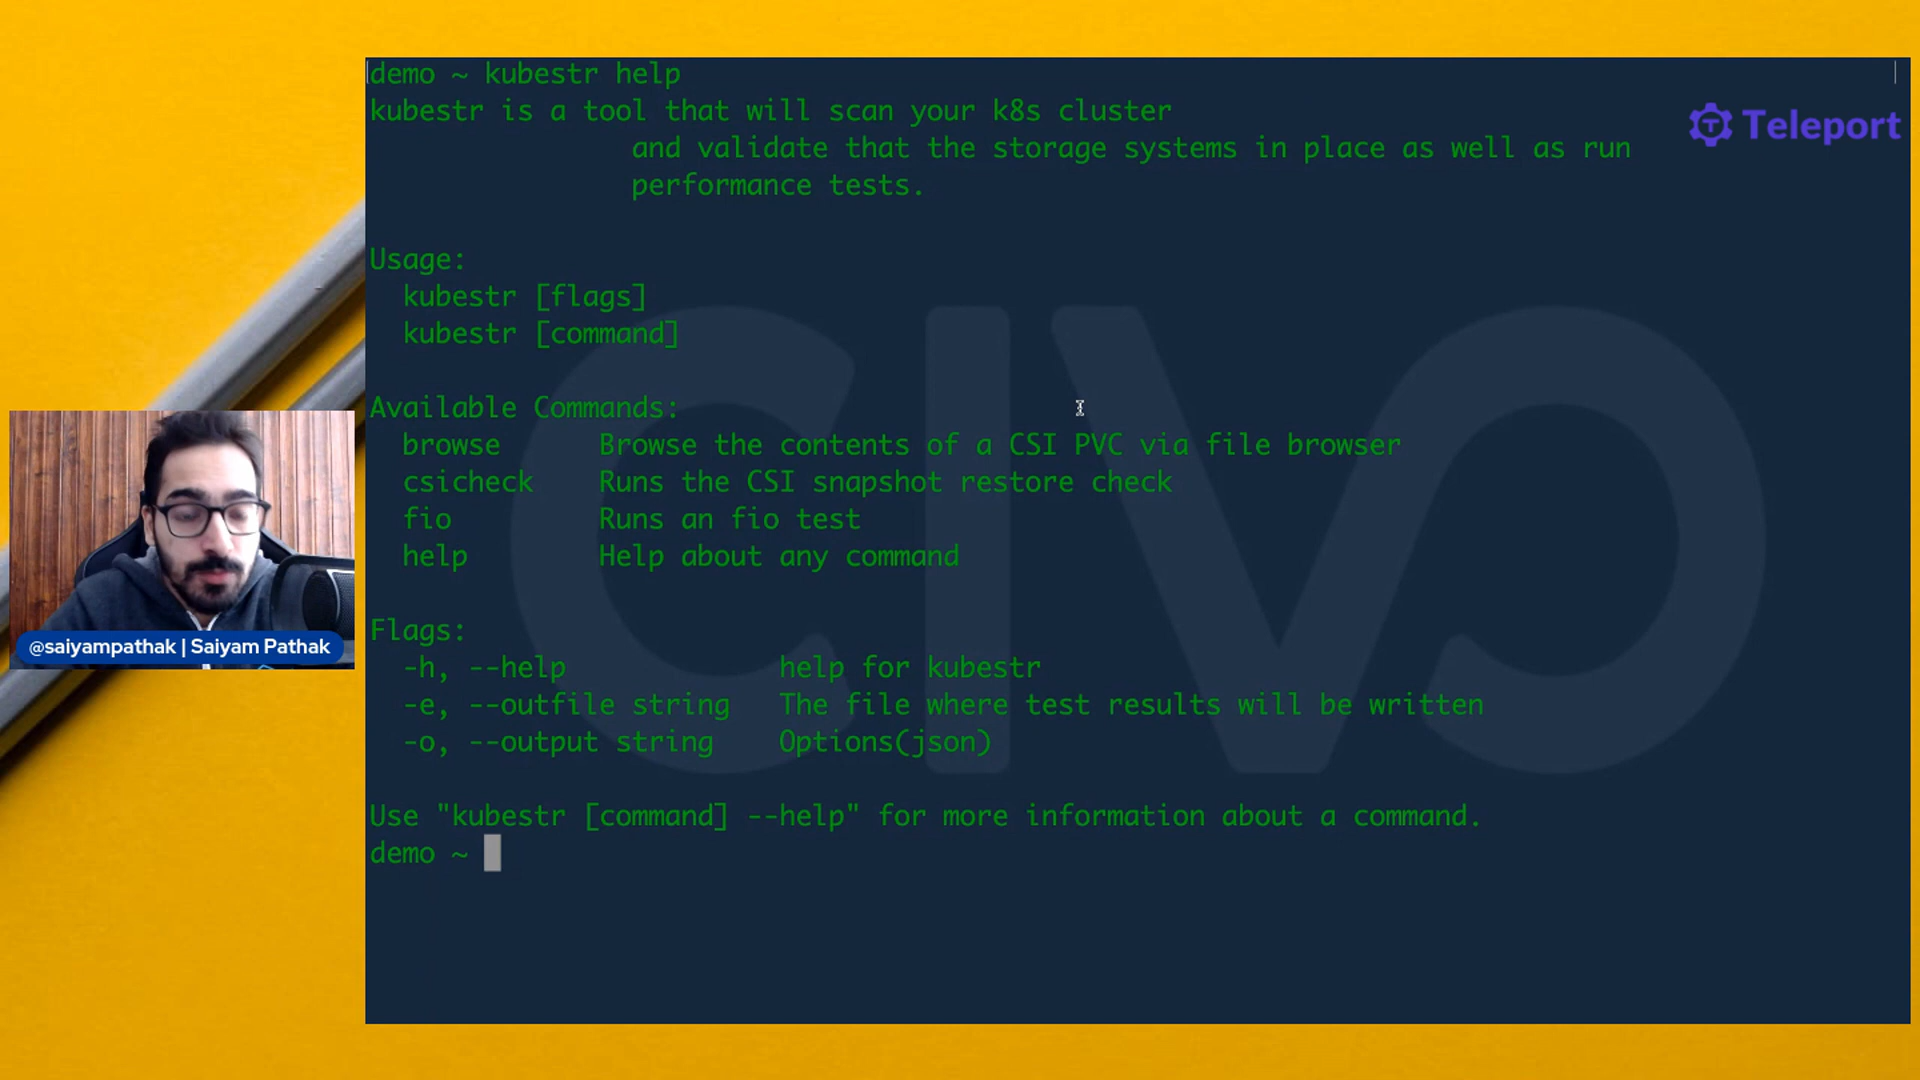 demo ~ kubestr help
kubestr is a tool that will scan your k8s cluster
and validate that the storage systems in place as well as run
performance tests.
Usage:
kubestr [flags]
kubestr [command]
Available Commands:
browse Browse the contents of a CSI PVC via file browser
csicheck Runs the CSI snapshot restore check
fio Runs an fio test
help Help about any command
Flags:
-h, --help help for kubestr
-e, --outfile string The file where test results will be written
-o, --output string Options(json)
Use "kubestr [command] --help" for more information about a command.
demo ~
Teleport
CIVO
@saiyampathak | Saiyam Pathak